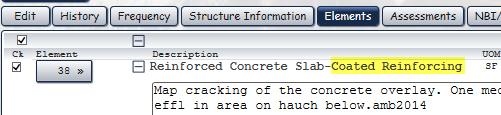 Edit History Frequency Structure Information Elements Assessments NBI/
Ck Element Description UOM
38 » Reinforced Concrete Slab-Coated Reinforcing SF
Map cracking of the concrete overlay. One med
effl in area on hauch below.amb2014